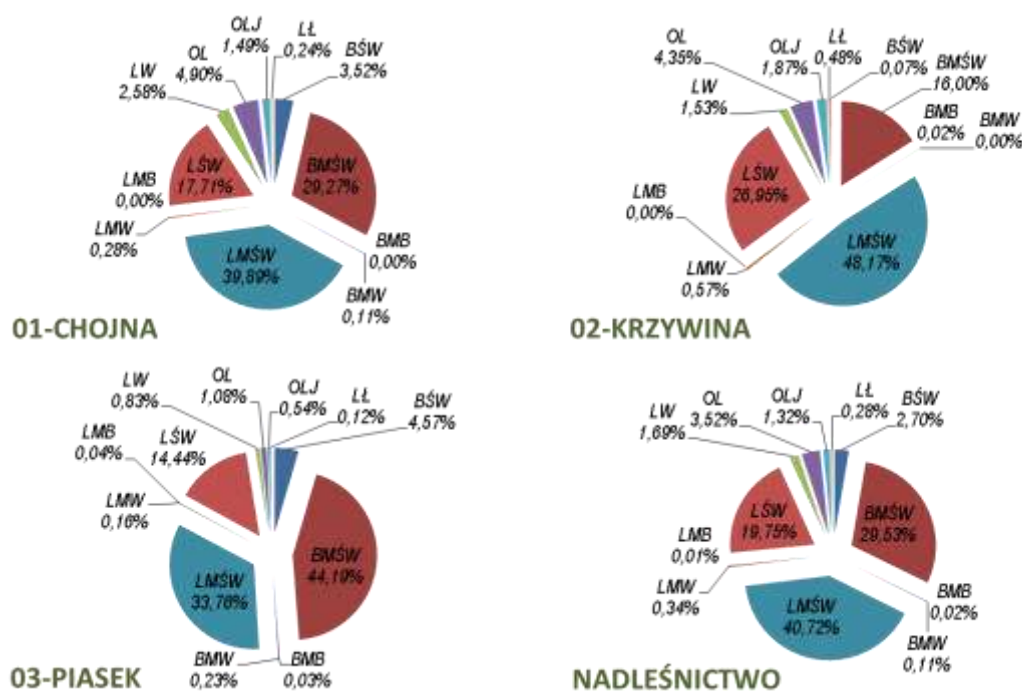 OLJ
1,49%
LŁ
0,24%
BŚW
3,52%
OL
4,90%
LW
2,58%
LŚW
17,71%
BMŚW
29,27%
LMB
0,00%
LMW
0,28%
LMŚW
39,89%
BMB
0,00%
BMW
0,11%
01-CHOJNA
OL
4,35%
OLJ
1,87%
LŁ
0,48%
BŚW
0,07%
BMŚW
16,00%
LW
1,53%
BMB
0,02%
BMW
0,00%
LŚW
26,95%
LMB
0,00%
LMW
0,57%
LMŚW
48,17%
02-KRZYWINA
LW
0,83%
OL
1,08%
OLJ
0,54%
LŁ
0,12%
BŚW
4,57%
LMB
0,04%
LŚW
14,44%
LMW
0,16%
BMŚW
44,19%
LMŚW
33,76%
BMW
0,23%
BMB
0,03%
03-PIASEK
LW
1,69%
OL
3,52%
OLJ
1,32%
LŁ
0,28%
BŚW
2,70%
LŚW
19,75%
BMŚW
29,53%
LMB
0,01%
LMW
0,34%
LMŚW
40,72%
BMB
0,02%
BMW
0,11%
NADLEŚNICTWO